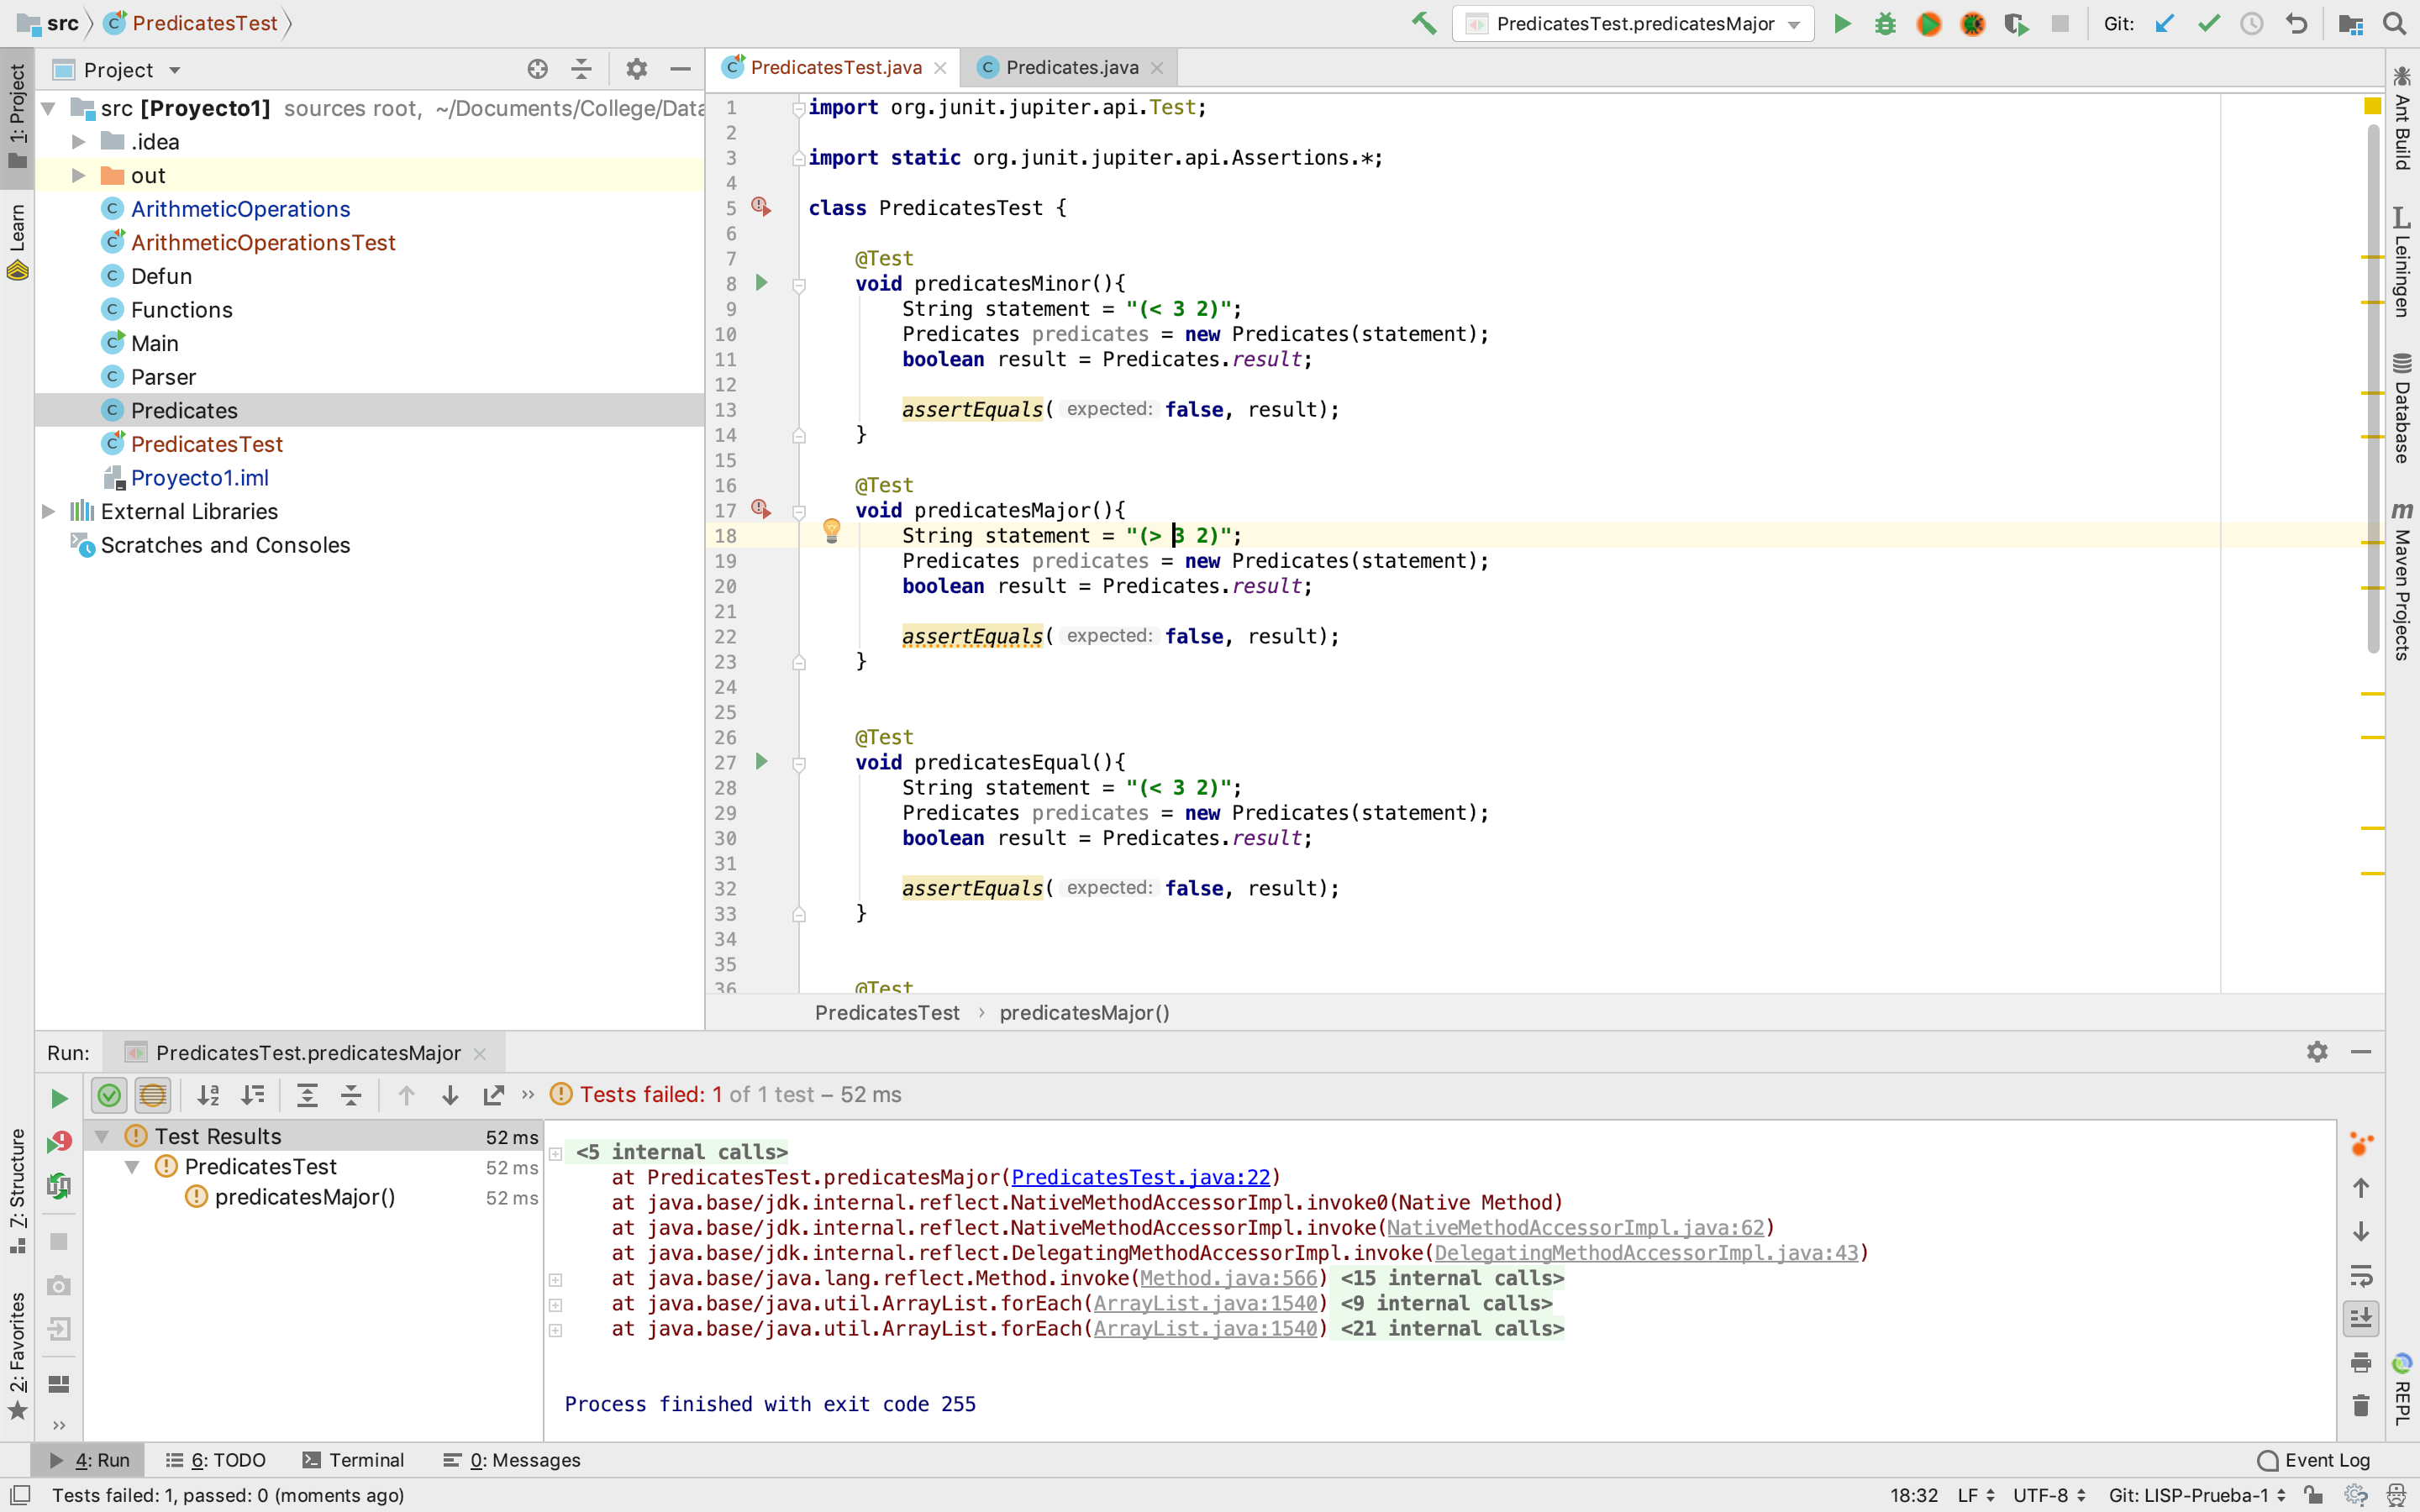 src PredicatesTest
PredicatesTest.predicatesMajor
Git:
1: Project
Learn
7: Structure
2: Favorites
Project
src [Proyecto1] sources root, ~/Documents/College/Data
.idea
out
ArithmeticOperations
ArithmeticOperationsTest
Defun
Functions
Main
Parser
Predicates
PredicatesTest
Proyecto1.iml
External Libraries
Scratches and Consoles
PredicatesTest.java
Predicates.java
1 import org.junit.jupiter.api.Test;
2
3 import static org.junit.jupiter.api.Assertions.*;
4
5 class PredicatesTest {
6
7 @Test
8 void predicatesMinor(){
9 String statement = "(< 3 2)";
10 Predicates predicates = new Predicates(statement);
11 boolean result = Predicates.result;
12
13 assertEquals( expected: false, result);
14 }
15
16 @Test
17 void predicatesMajor(){
18 String statement = "(> 3 2)";
19 Predicates predicates = new Predicates(statement);
20 boolean result = Predicates.result;
21
22 assertEquals( expected: false, result);
23 }
24
25
26 @Test
27 void predicatesEqual(){
28 String statement = "(< 3 2)";
29 Predicates predicates = new Predicates(statement);
30 boolean result = Predicates.result;
31
32 assertEquals( expected: false, result);
33 }
34
35
36 @Test
PredicatesTest › predicatesMajor()
Ant Build
Leiningen
Database
Maven Projects
REPL
Run: PredicatesTest.predicatesMajor
Tests failed: 1 of 1 test – 52 ms
Test Results 52 ms
PredicatesTest 52 ms
predicatesMajor() 52 ms
<5 internal calls>
at PredicatesTest.predicatesMajor(PredicatesTest.java:22)
at java.base/jdk.internal.reflect.NativeMethodAccessorImpl.invoke0(Native Method)
at java.base/jdk.internal.reflect.NativeMethodAccessorImpl.invoke(NativeMethodAccessorImpl.java:62)
at java.base/jdk.internal.reflect.DelegatingMethodAccessorImpl.invoke(DelegatingMethodAccessorImpl.java:43)
at java.base/java.lang.reflect.Method.invoke(Method.java:566) <15 internal calls>
at java.base/java.util.ArrayList.forEach(ArrayList.java:1540) <9 internal calls>
at java.base/java.util.ArrayList.forEach(ArrayList.java:1540) <21 internal calls>
Process finished with exit code 255
4: Run
6: TODO
Terminal
0: Messages
Event Log
Tests failed: 1, passed: 0 (moments ago)
18:32 LF UTF-8 Git: LISP-Prueba-1